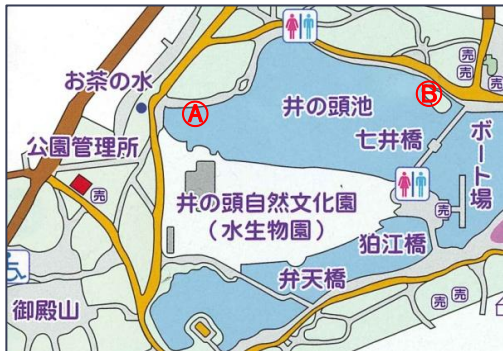 お茶の水
Ⓐ
井の頭池
Ⓑ
売
売
売
七井橋
ボート場
公園管理所
売
井の頭自然文化園
（水生物園）
売
狛江橋
弁天橋
御殿山
売
売